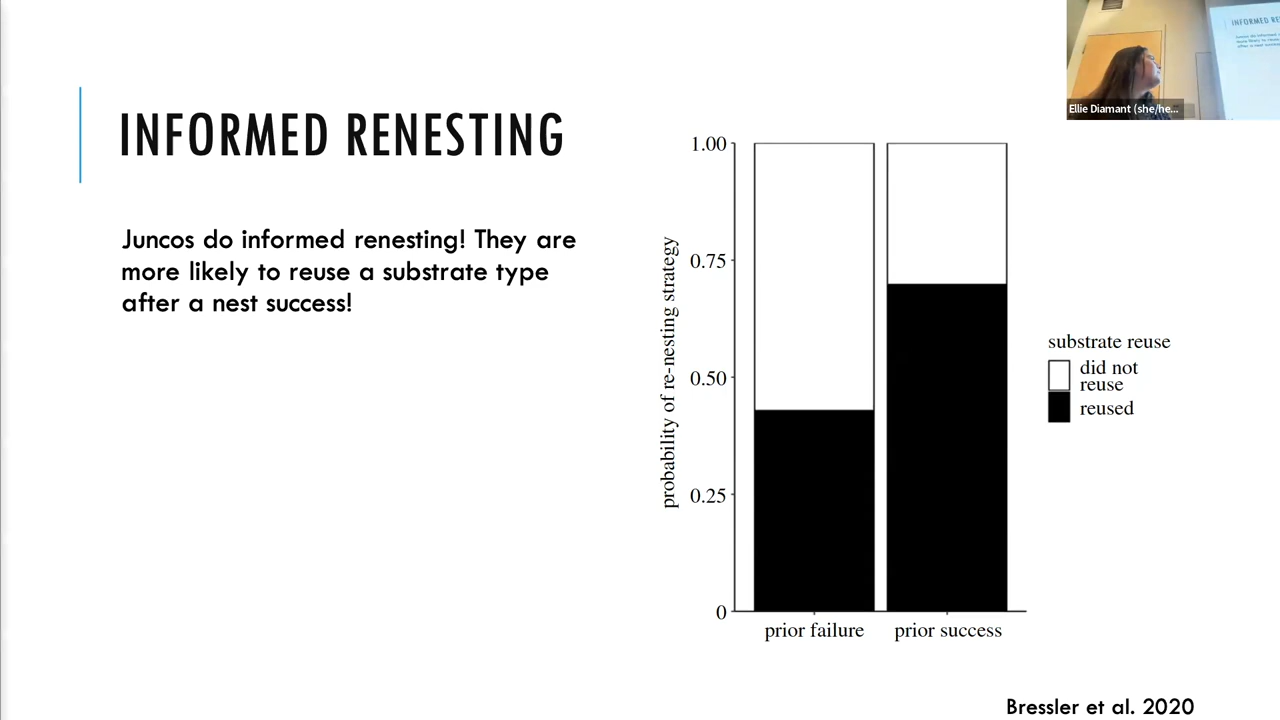 INFORMED RENESTING
Juncos do informed renesting! They are
more likely to reuse a substrate type
after a nest success!
probability of re-nesting strategy
1.00
0.75
0.50
0.25
0
prior failure
prior success
substrate reuse
did not
reuse
reused
Bressler et al. 2020
Ellie Diamant (she/he...
INFORMED RE